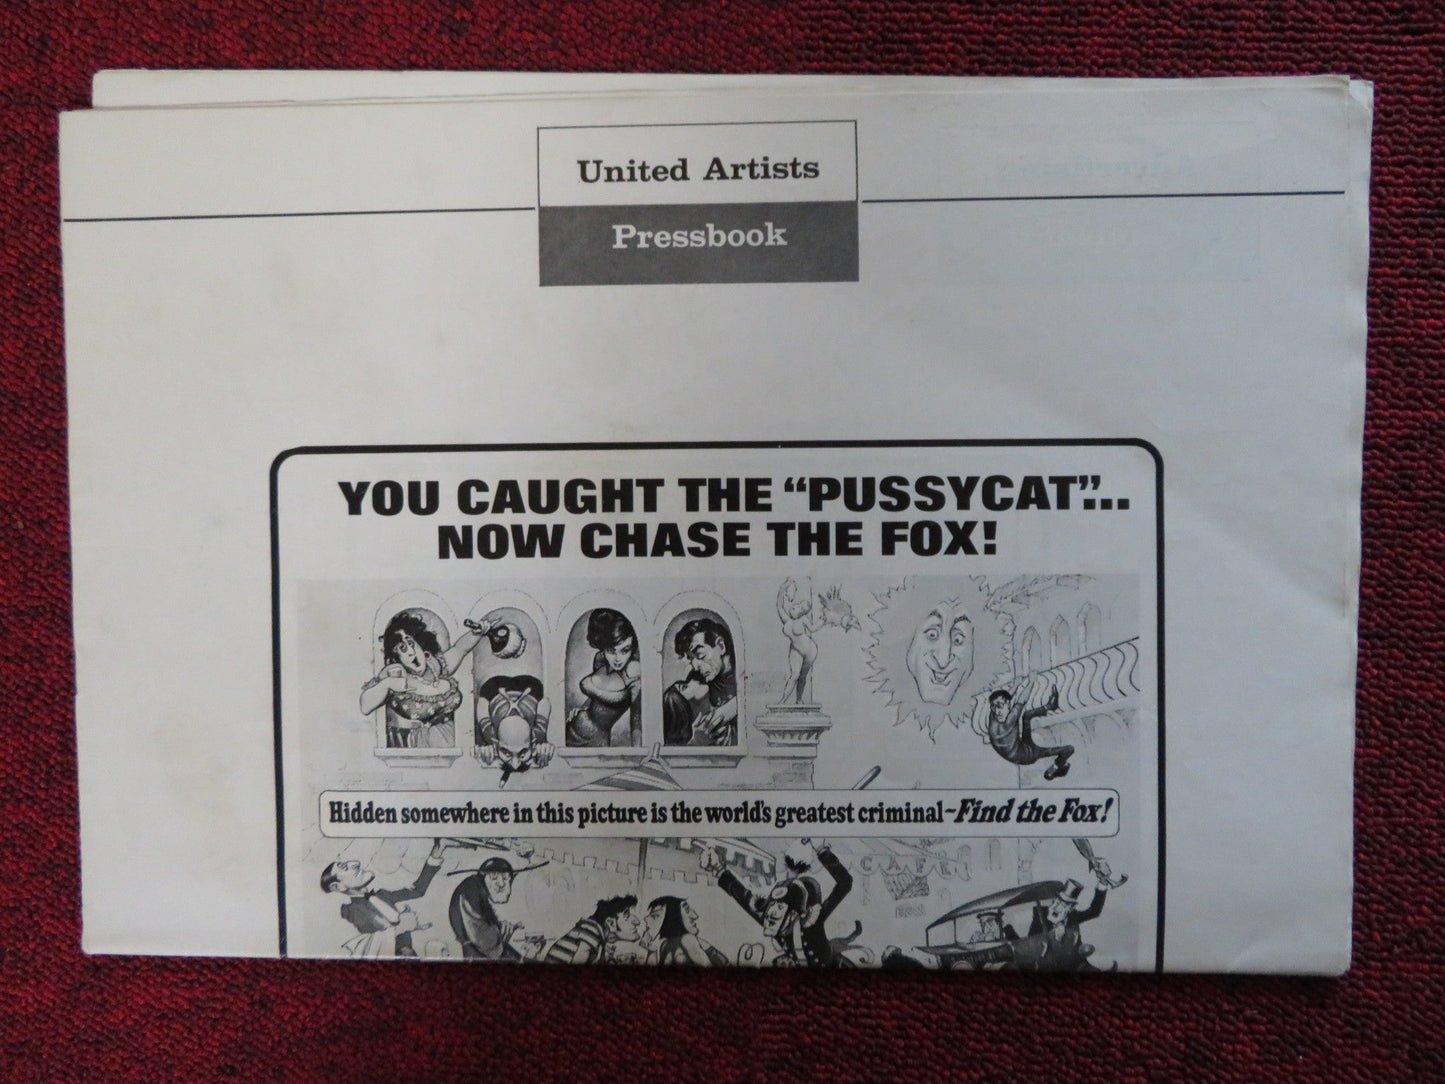 United Artists
Pressbook
YOU CAUGHT THE “PUSSYCAT”...
NOW CHASE THE FOX!
Hidden somewhere in this picture is the world's greatest criminal~Find the Fox!
CAFE